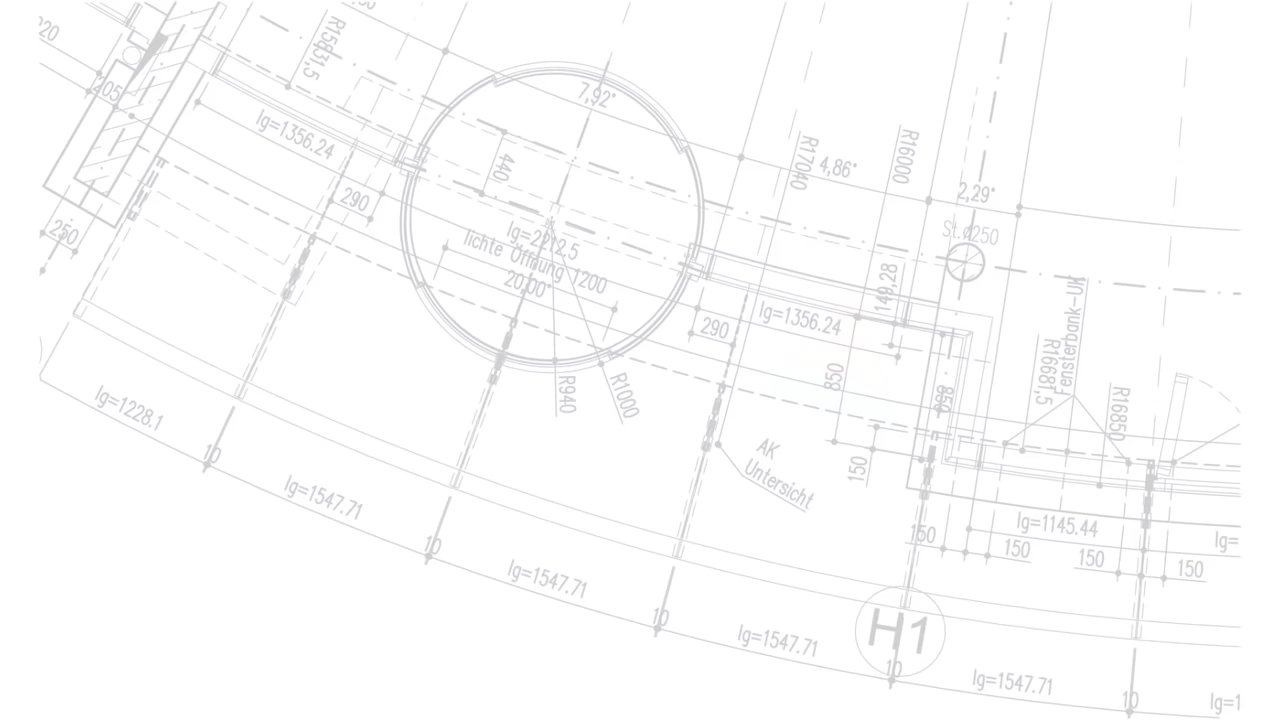 R15831,5
205
lg=1356.24
250
290
440
7,92°
lg=2212.5
lichte Öffnung 1200
20,00°
R940
R1000
290
lg=1356.24
R17040
4,86°
R16000
2,29°
St.Ø250
149,28
850
850
150
R16681,5
Fensterbank-UK
R16850
AK
Untersicht
lg=1228.1
10
lg=1547.71
10
lg=1547.71
10
lg=1547.71
H1
10
lg=1547.71
10
150
150
lg=1145.44
150
150
lg=